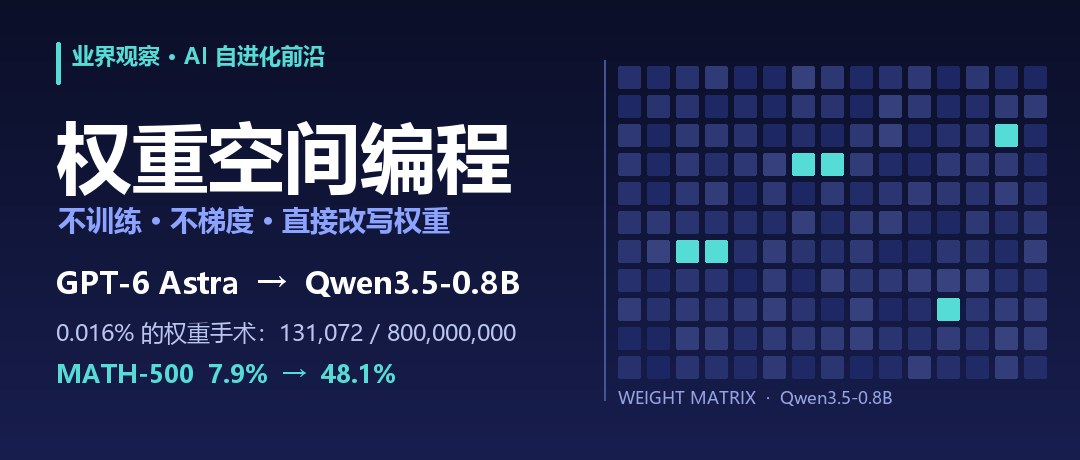 业界观察·AI 自进化前沿
权重空间编程
不训练·不梯度·直接改写权重
GPT-6 Astra → Qwen3.5-0.8B
0.016% 的权重手术：131,072 / 800,000,000
MATH-500 7.9% → 48.1%
WEIGHT MATRIX · Qwen3.5-0.8B